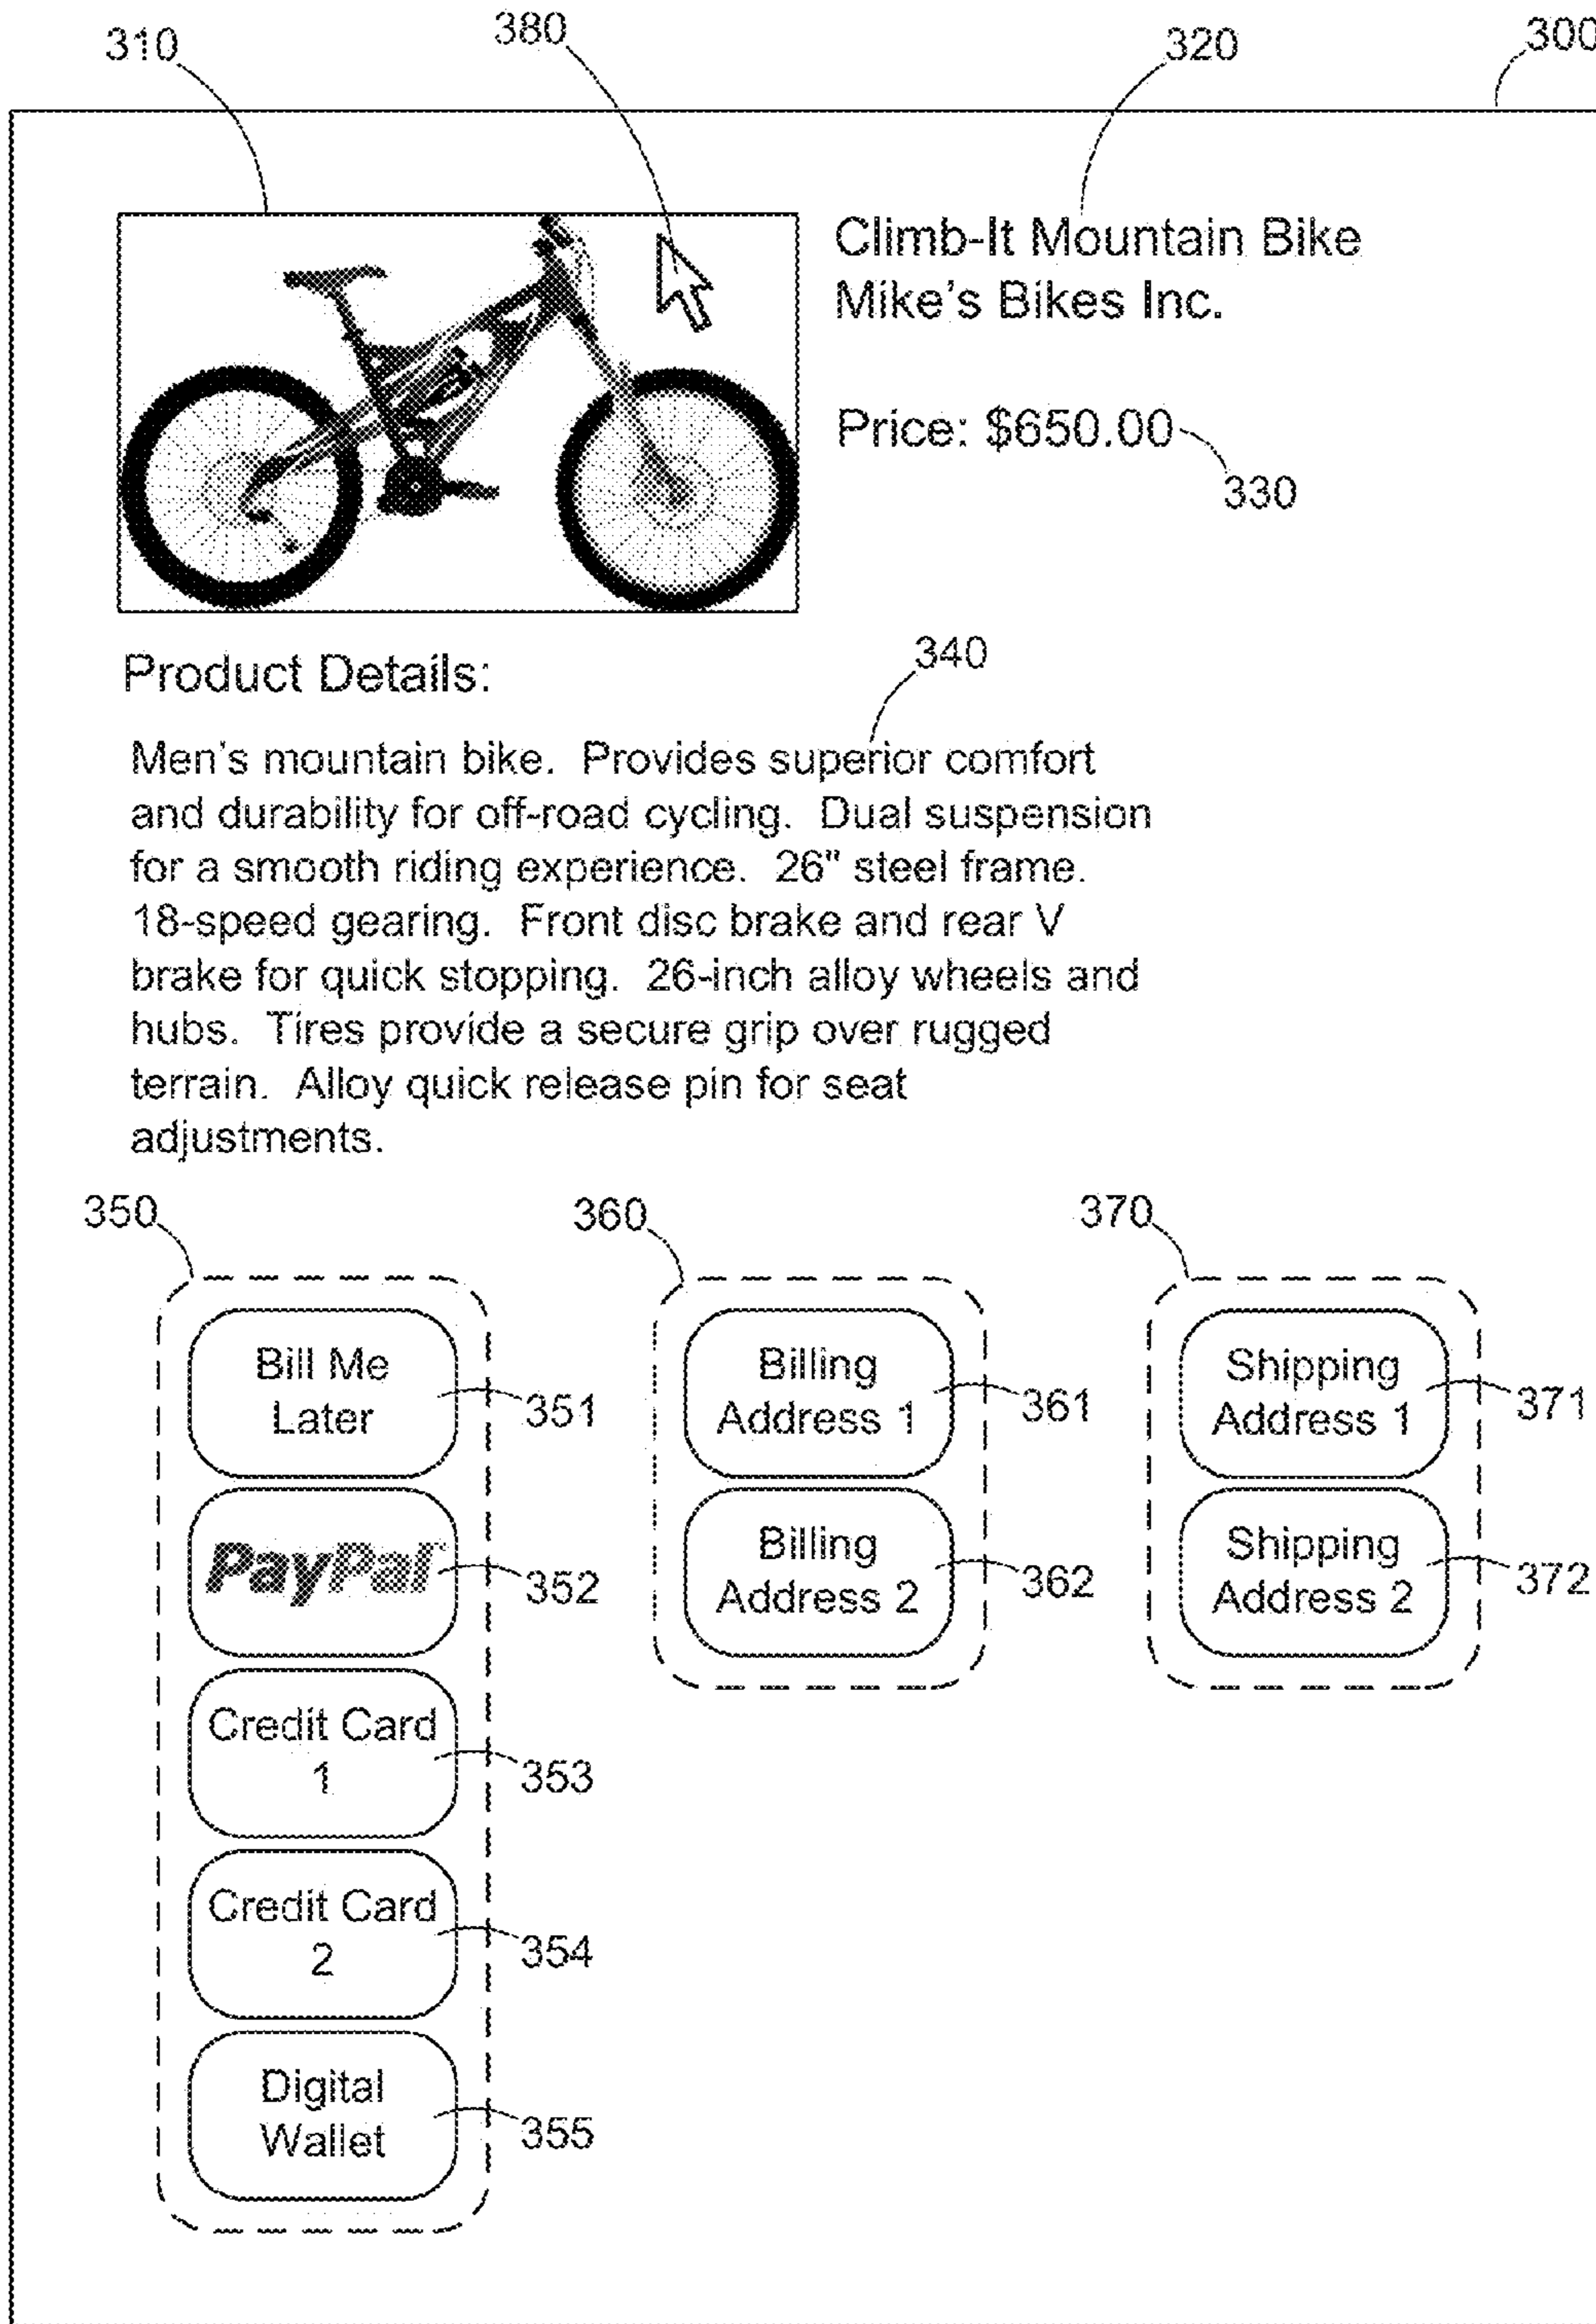 310
380
320
300
Climb-It Mountain Bike
Mike's Bikes Inc.
Price: $650.00
330
Product Details:
340
Men's mountain bike.  Provides superior comfort
and durability for off-road cycling.  Dual suspension
for a smooth riding experience.  26" steel frame.
18-speed gearing.  Front disc brake and rear V
brake for quick stopping.  26-inch alloy wheels and
hubs.  Tires provide a secure grip over rugged
terrain.  Alloy quick release pin for seat
adjustments.
350
360
370
Bill Me
Later
351
Billing
Address 1
361
Shipping
Address 1
371
PayPal
352
Billing
Address 2
362
Shipping
Address 2
372
Credit Card
1
353
Credit Card
2
354
Digital
Wallet
355